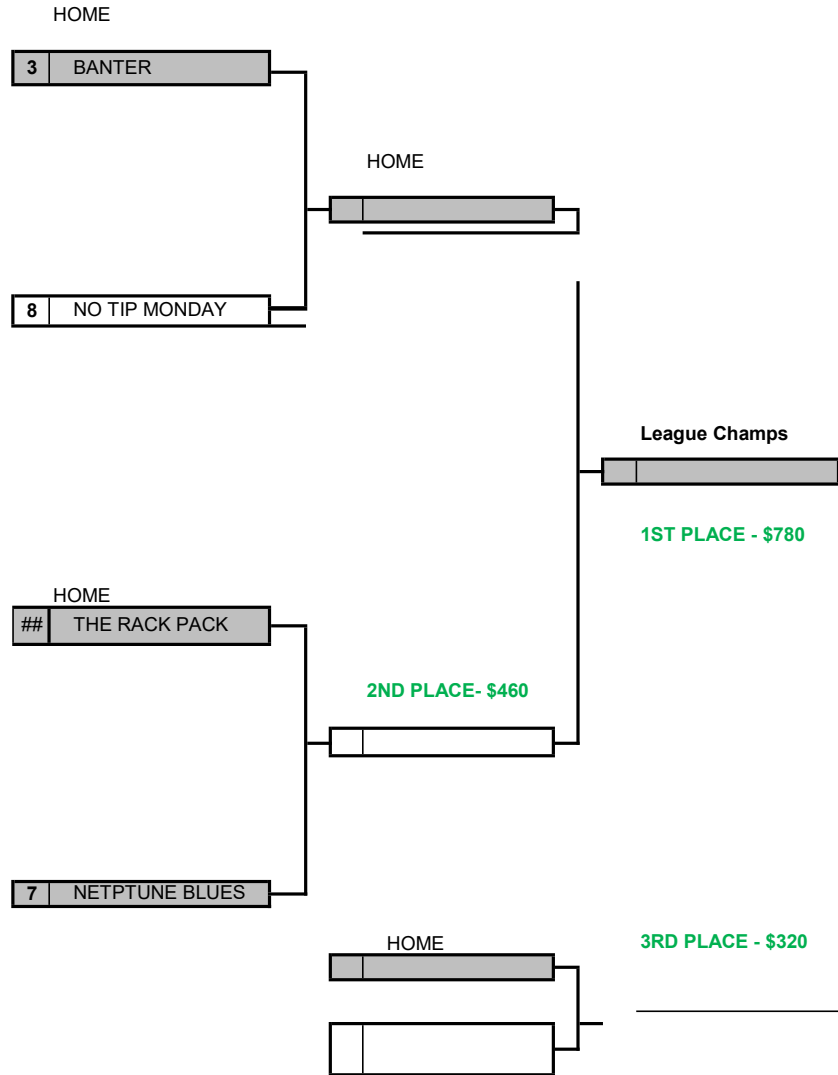 HOME
3 BANTER
HOME
8 NO TIP MONDAY
League Champs
1ST PLACE - $780
HOME
## THE RACK PACK
2ND PLACE- $460
7 NETPTUNE BLUES
HOME
3RD PLACE - $320